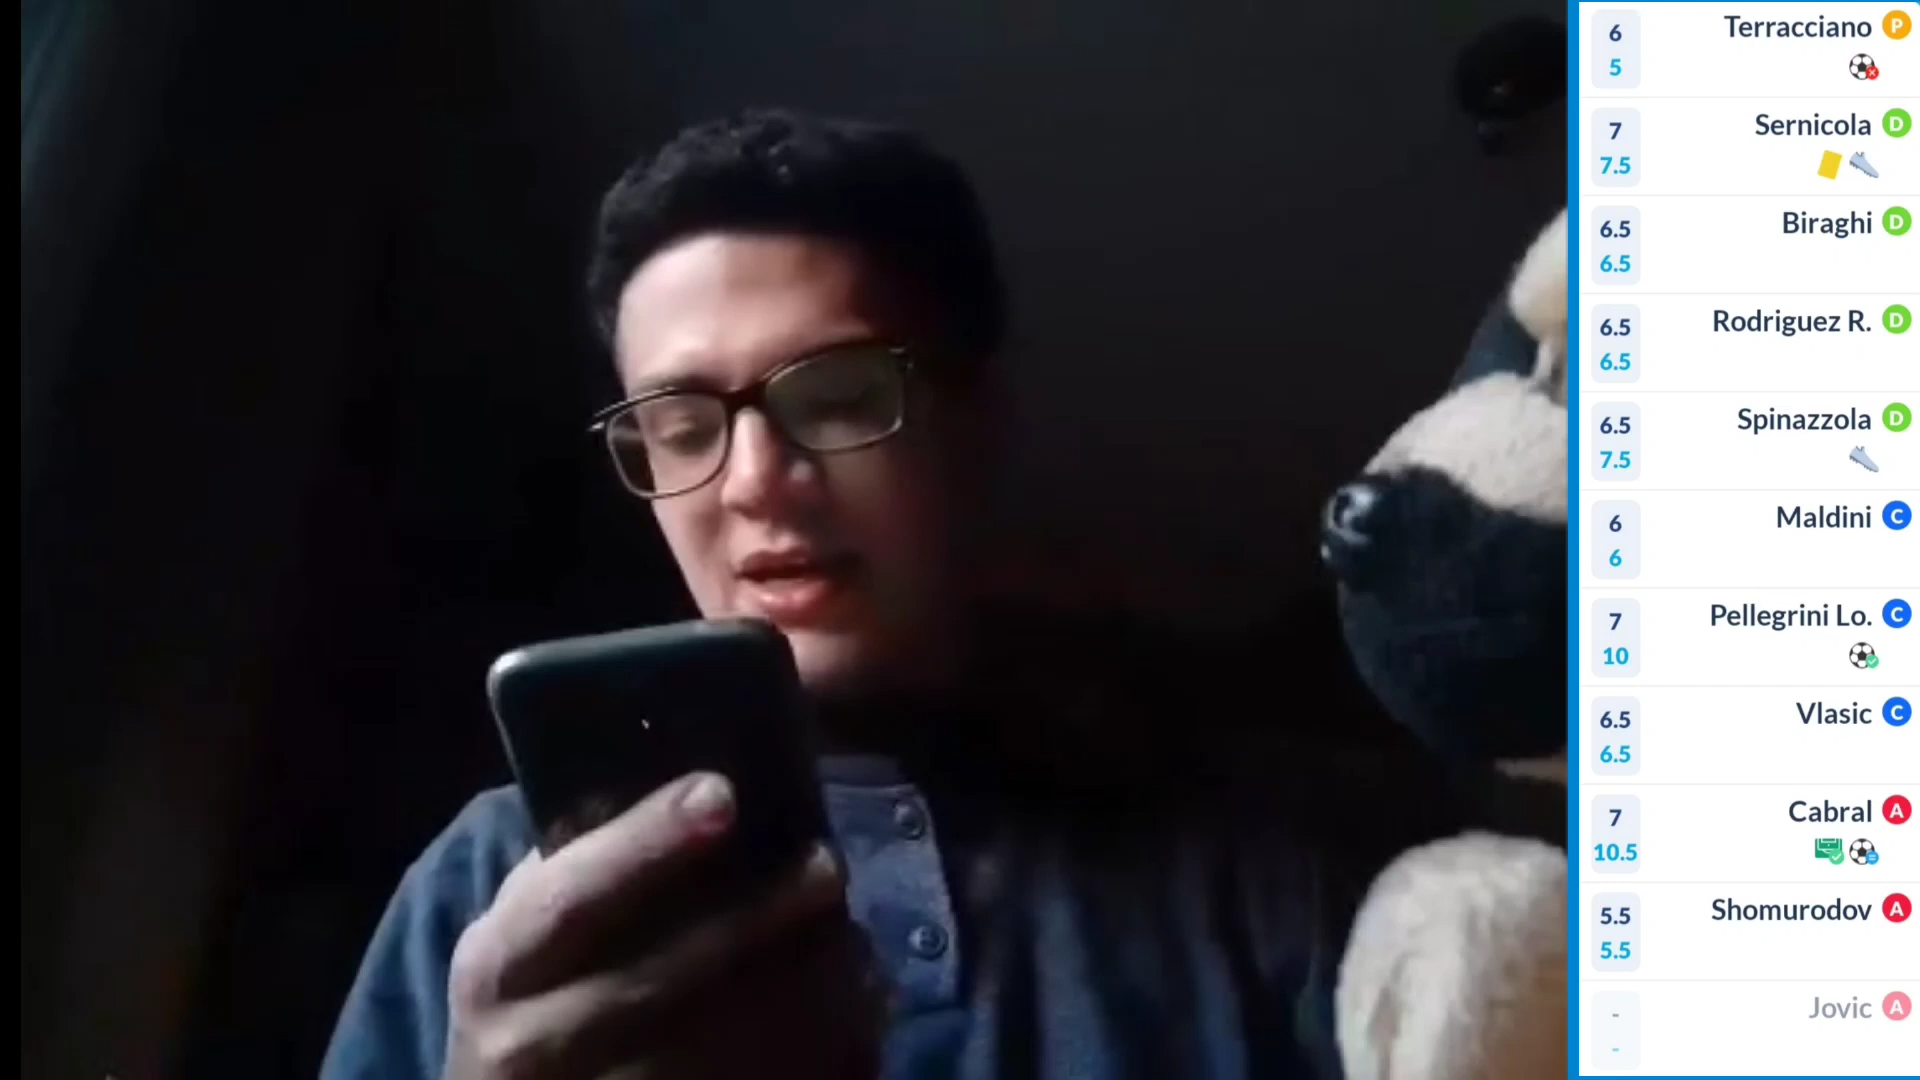 6 Terracciano P
5
7 Sernicola D
7.5
6.5 Biraghi D
6.5
6.5 Rodriguez R. D
6.5
6.5 Spinazzola D
7.5
6 Maldini C
6
7 Pellegrini Lo. C
10
6.5 Vlasic C
6.5
7 Cabral A
10.5
5.5 Shomurodov A
5.5
- Jovic A
-